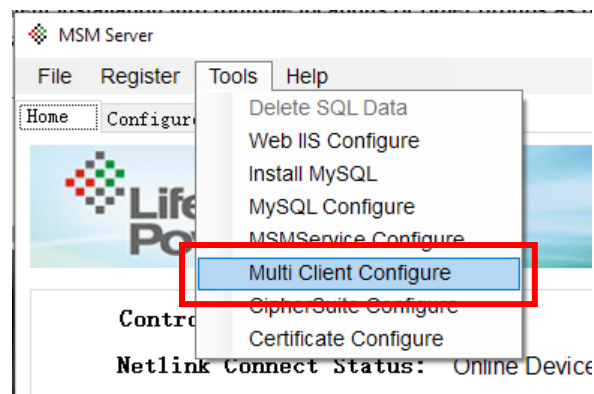 MSM Server
File Register Tools Help
Home Configure
Delete SQL Data
Web IIS Configure
Install MySQL
MySQL Configure
MSMService Configure
Multi Client Configure
CipherSuite Configure
Certificate Configure
Life
Po
Contro
Netlink Connect Status: Online Device